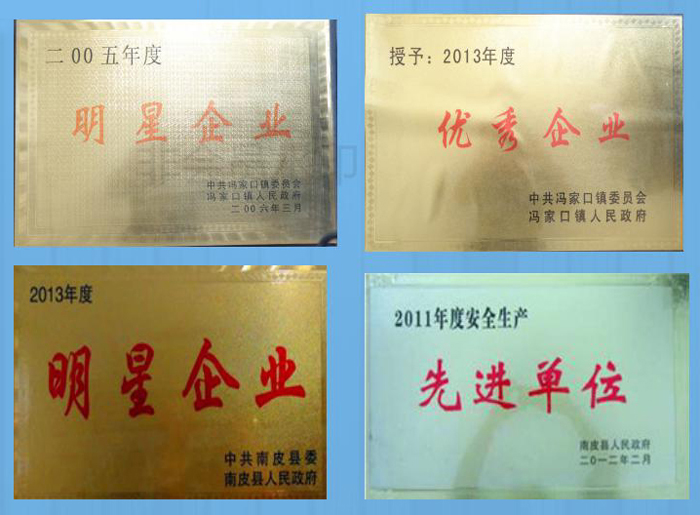 二00五年度
明星企业
中共冯家口镇委员会
冯家口镇人民政府
二00六年三月
授予：2013年度
优秀企业
中共冯家口镇委员会
冯家口镇人民政府
2013年度
明星企业
中共南皮县委
南皮县人民政府
2011年度安全生产
先进单位
南皮县人民政府
二〇一二年二月